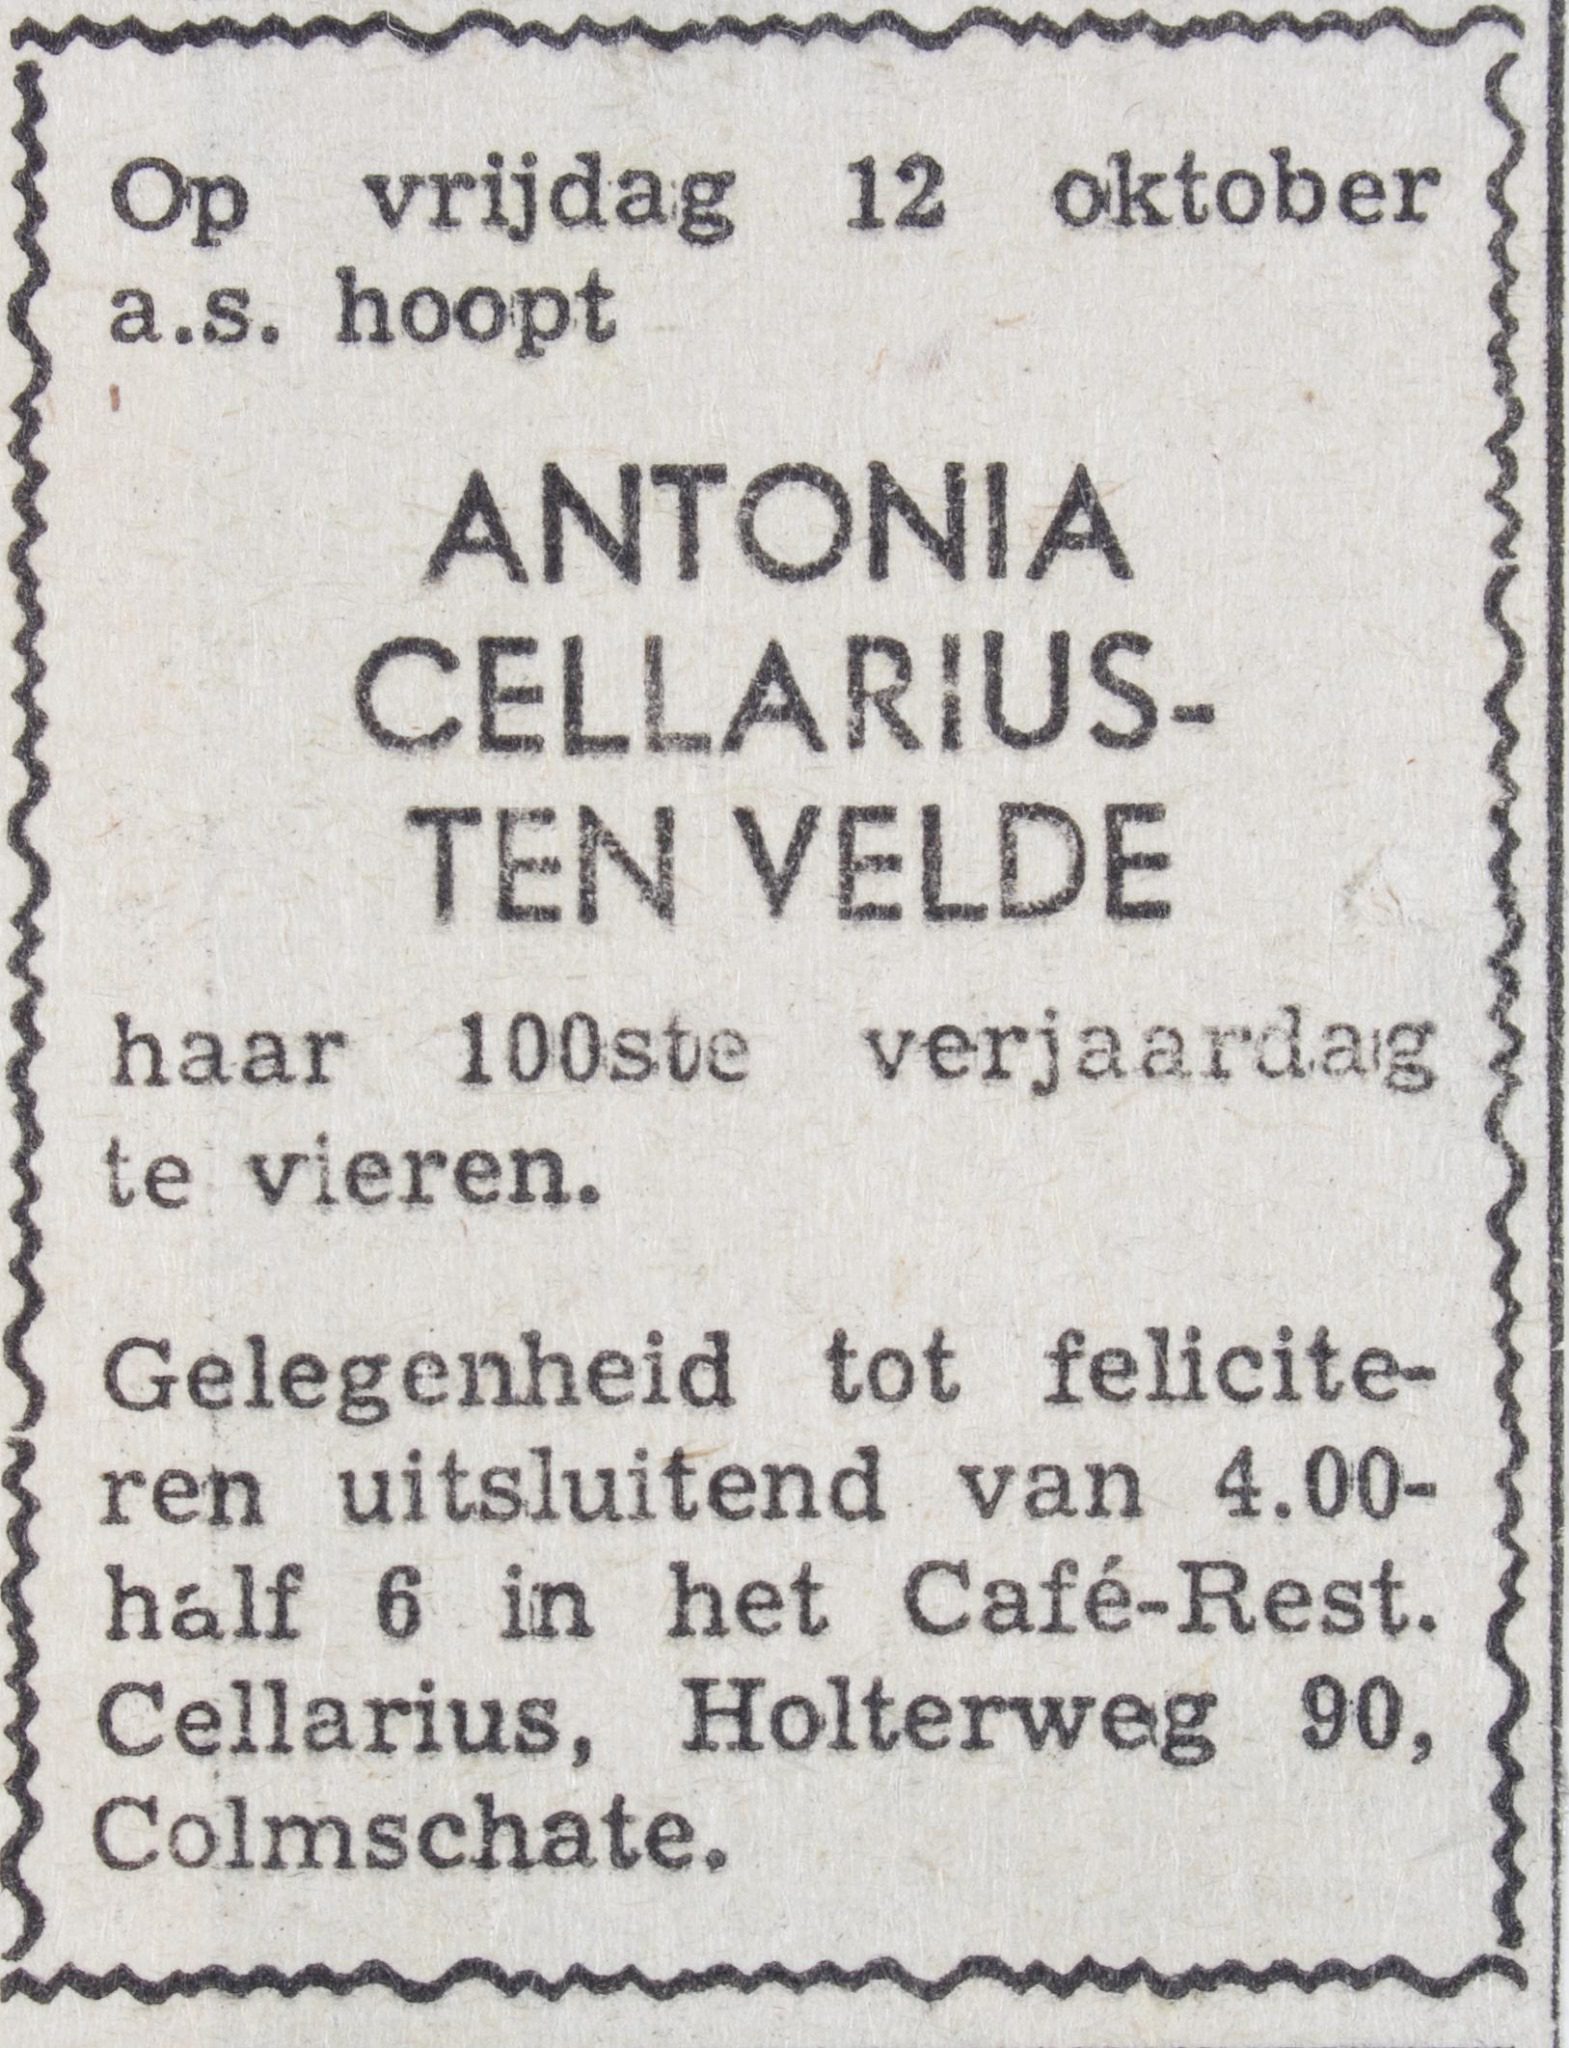 Op vrijdag 12 oktober
a.s. hoopt
ANTONIA
CELLARIUS-
TEN VELDE
haar 100ste verjaardag
te vieren.
Gelegenheid tot felicite-
ren uitsluitend van 4.00-
half 6 in het Café-Rest.
Cellarius, Holterweg 90,
Colmschate.